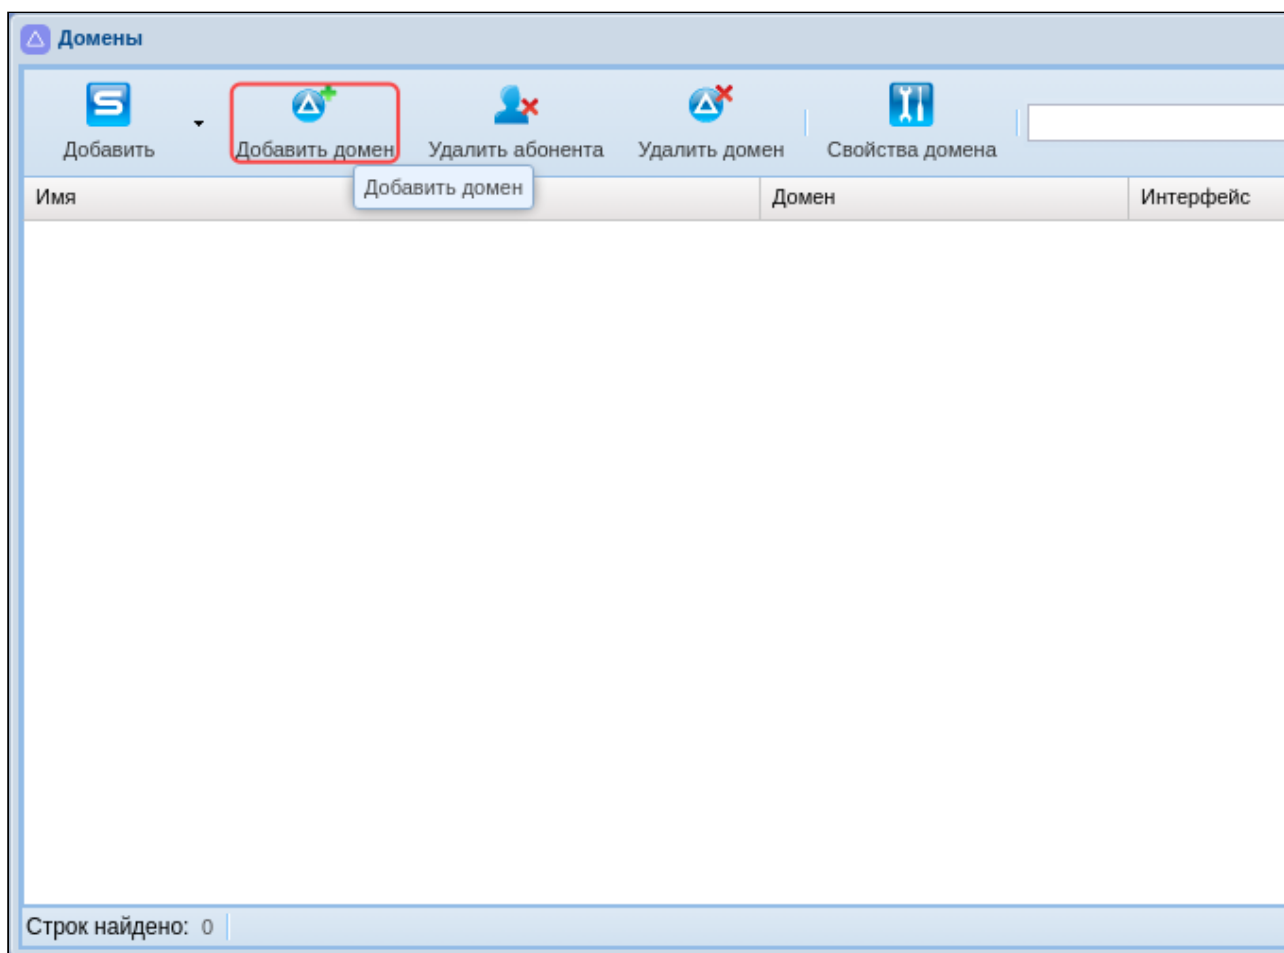 Домены
Добавить Добавить домен Удалить абонента Удалить домен Свойства домена
Добавить домен
Имя Домен Интерфейс
Строк найдено: 0